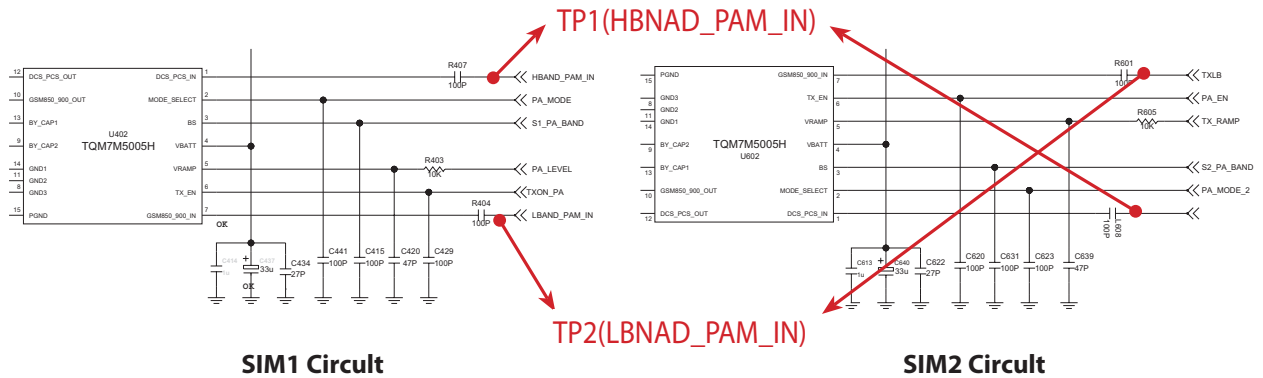 TP1(HBNAD_PAM_IN)
12 DCS_PCS_OUT DCS_PCS_IN 1 R407 100P HBAND_PAM_IN
10 GSM850_900_OUT MODE_SELECT 2 PA_MODE
13 BY_CAP1 BS 3 S1_PA_BAND
U402
9 BY_CAP2 TQM7M5005H VBATT 4
14 GND1 VRAMP 5 R403 10K PA_LEVEL
11 GND2
8 GND3 TX_EN 6 TXON_PA
15 PGND GSM850_900_IN 7 R404 100P LBAND_PAM_IN
OK
C414 1u
+ C437 33u
OK
C434 27P
C441 100P
C415 100P
C420 47P
C429 100P
SIM1 Circult
15 PGND GSM850_900_IN 7 R601 100P TXLB
8 GND3 TX_EN 6 PA_EN
11 GND2
14 GND1 VRAMP 5 R605 10K TX_RAMP
9 BY_CAP2 TQM7M5005H VBATT 4
U602
13 BY_CAP1 BS 3 S2_PA_BAND
10 GSM850_900_OUT MODE_SELECT 2 PA_MODE_2
12 DCS_PCS_OUT DCS_PCS_IN 1 100P L608
C613 1u
+ C640 33u
C622 27P
C620 100P
C631 100P
C623 100P
C639 47P
TP2(LBNAD_PAM_IN)
SIM2 Circult